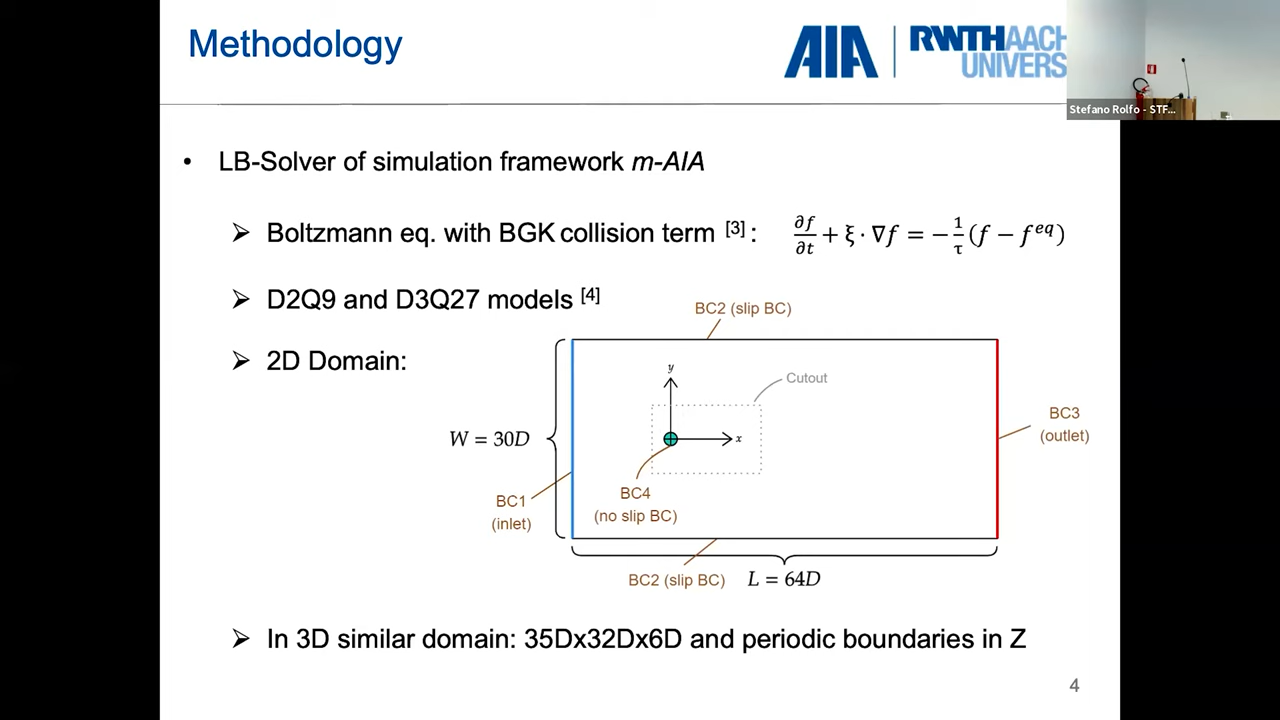 Methodology
AIA
RWTHAACH
UNIVERS
Stefano Rolfo - STF...
• LB-Solver of simulation framework m-AIA
➢ Boltzmann eq. with BGK collision term [3] : ∂f/∂t + ξ · ∇f = −1/τ (f − f^eq)
➢ D2Q9 and D3Q27 models [4]
BC2 (slip BC)
➢ 2D Domain:
y
Cutout
W = 30D
x
BC3
(outlet)
BC4
(no slip BC)
BC1
(inlet)
BC2 (slip BC)
L = 64D
➢ In 3D similar domain: 35Dx32Dx6D and periodic boundaries in Z
4